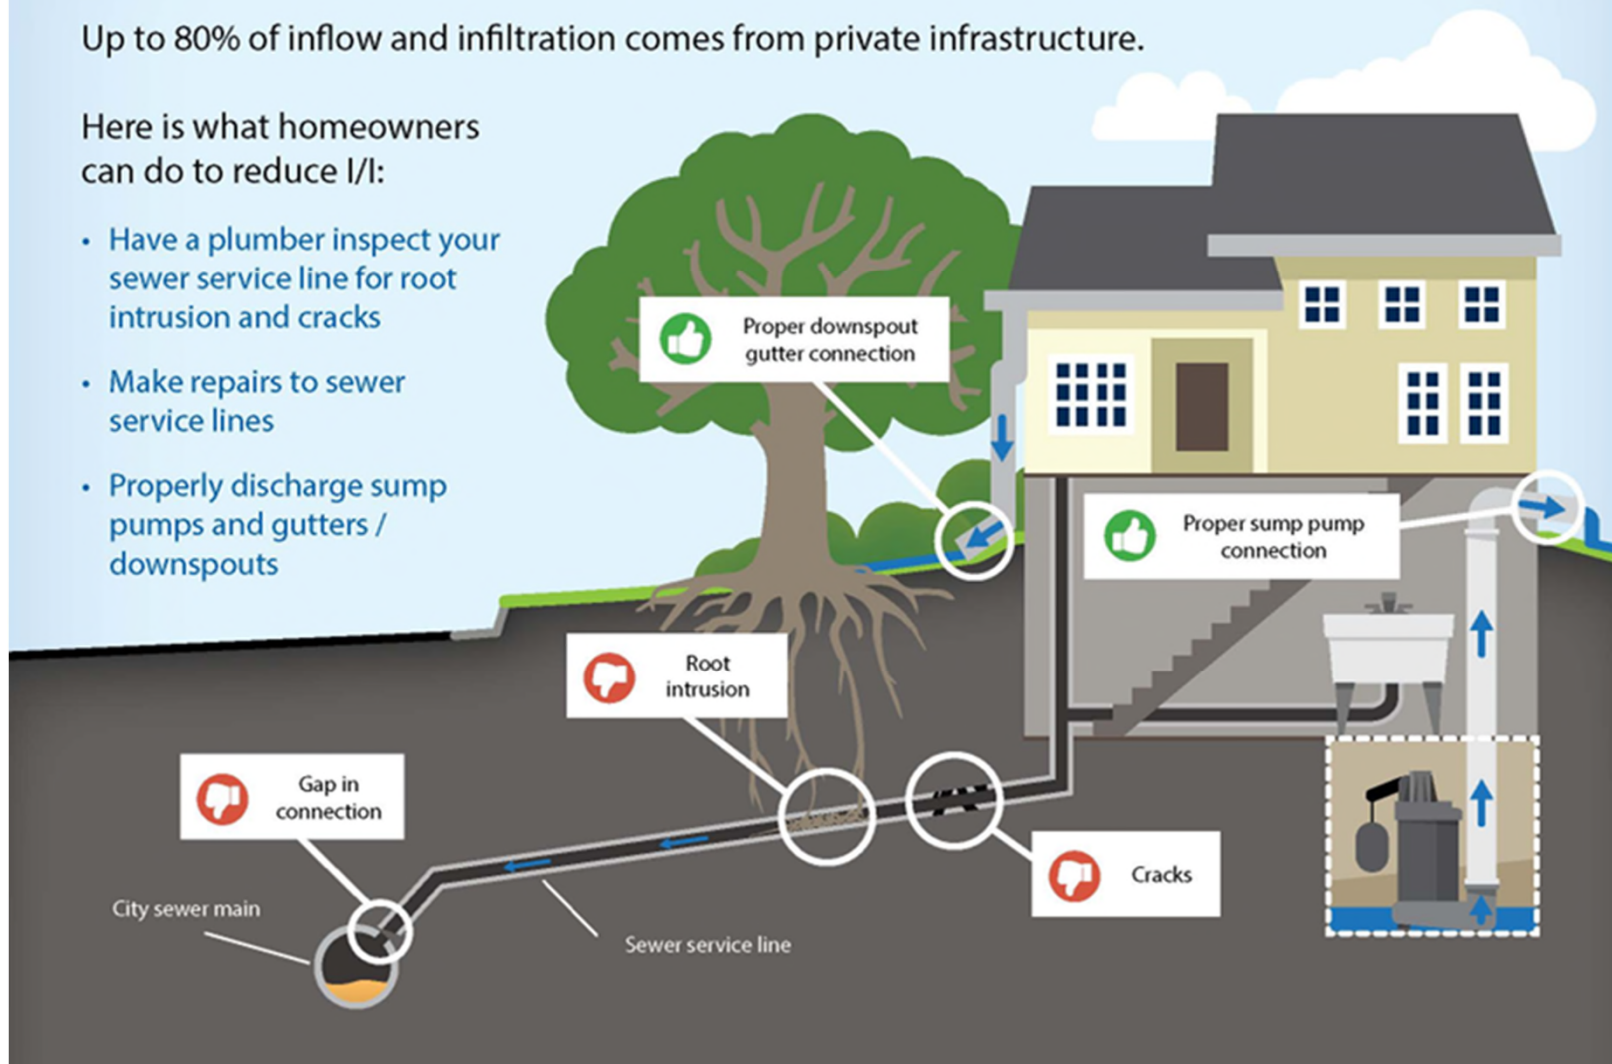 Up to 80% of inflow and infiltration comes from private infrastructure.
Here is what homeowners
can do to reduce I/I:
• Have a plumber inspect your
sewer service line for root
intrusion and cracks
• Make repairs to sewer
service lines
• Properly discharge sump
pumps and gutters /
downspouts
Proper downspout
gutter connection
Proper sump pump
connection
Root
intrusion
Gap in
connection
Cracks
City sewer main
Sewer service line